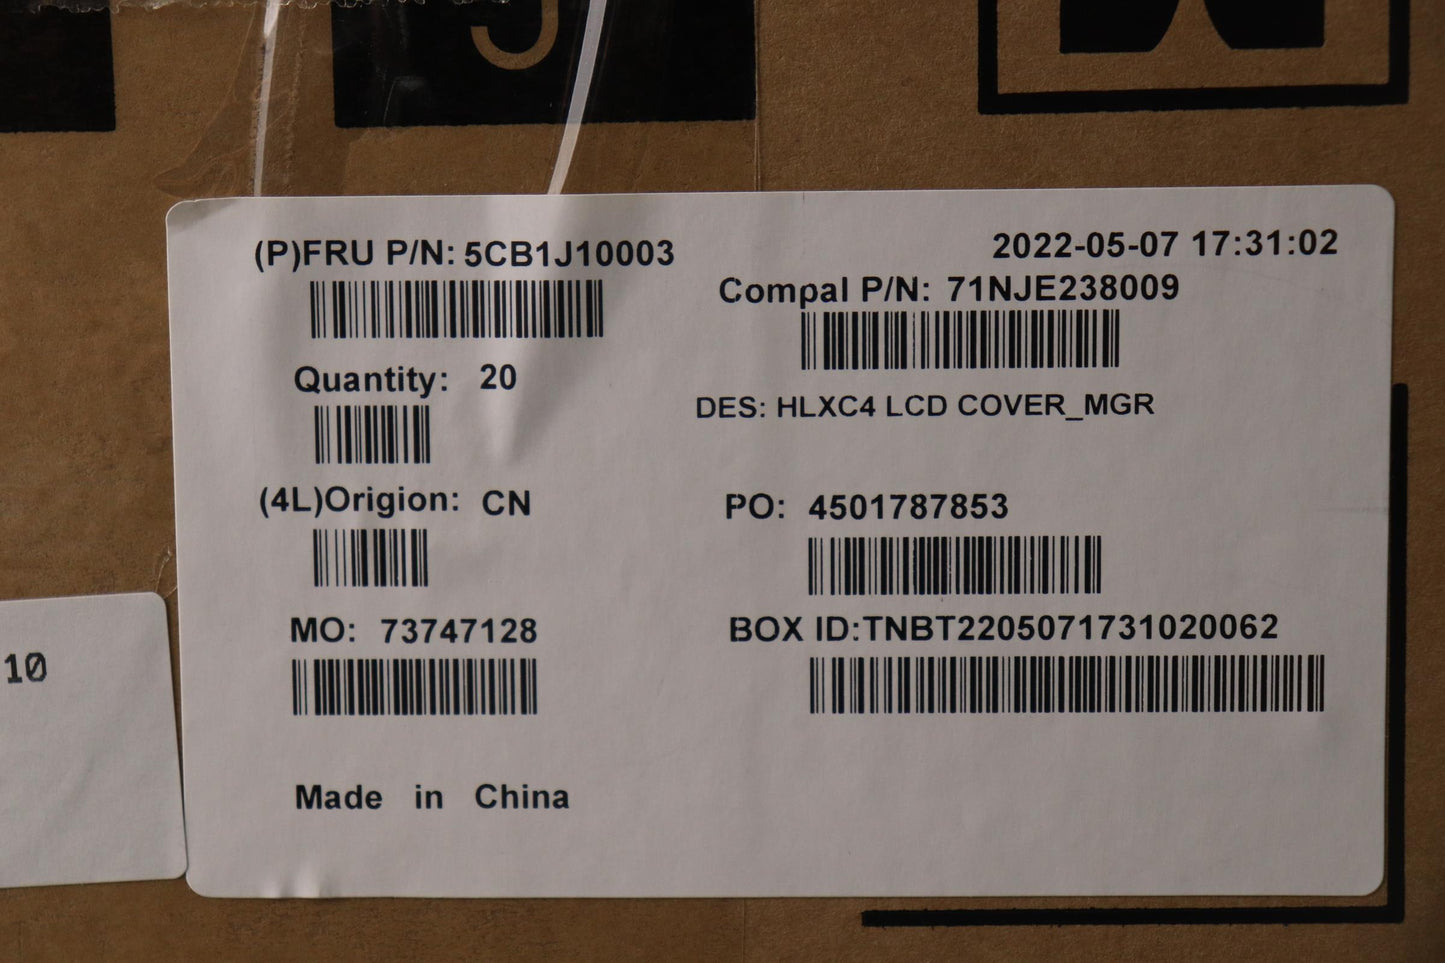 (P)FRU P/N: 5CB1J10003
2022-05-07 17:31:02
Compal P/N: 71NJE238009
Quantity: 20
DES: HLXC4 LCD COVER_MGR
(4L)Origion: CN
PO: 4501787853
MO: 73747128
BOX ID:TNBT2205071731020062
10
Made in China